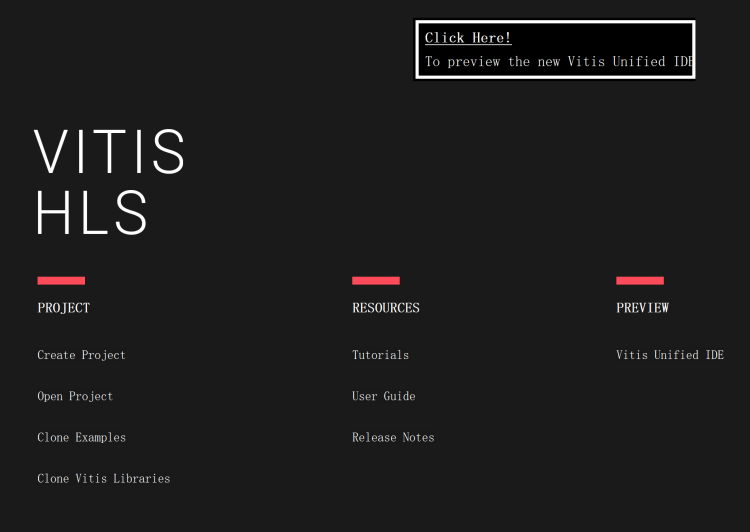 Click Here!
To preview the new Vitis Unified IDE
VITIS
HLS
PROJECT
Create Project
Open Project
Clone Examples
Clone Vitis Libraries
RESOURCES
Tutorials
User Guide
Release Notes
PREVIEW
Vitis Unified IDE